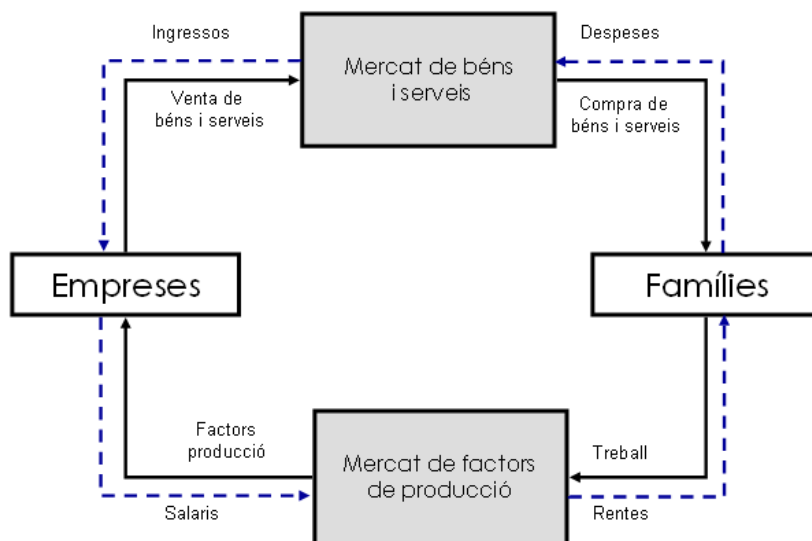 Ingressos
Mercat de béns
i serveis
Despeses
Venta de
béns i serveis
Compra de
béns i serveis
Empreses
Famílies
Factors
producció
Mercat de factors
de producció
Treball
Salaris
Rentes